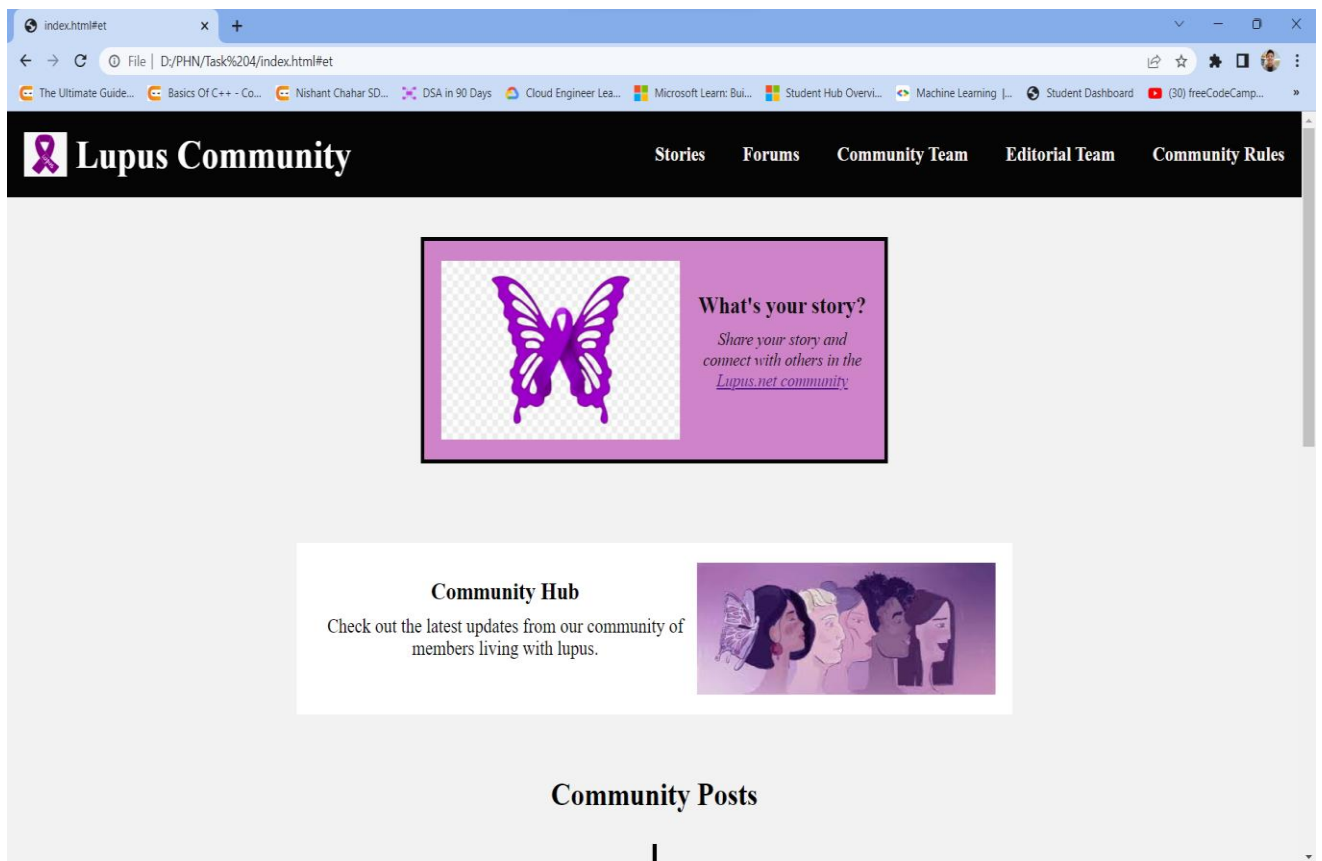 index.html#et
File | D:/PHN/Task%204/index.html#et
The Ultimate Guide... Basics Of C++ - Co... Nishant Chahar SD... DSA in 90 Days Cloud Engineer Lea... Microsoft Learn: Bui... Student Hub Overvi... Machine Learning |... Student Dashboard (30) freeCodeCamp... »
Lupus Community Stories Forums Community Team Editorial Team Community Rules
What's your story?
Share your story and
connect with others in the
Lupus.net community
Community Hub
Check out the latest updates from our community of
members living with lupus.
Community Posts